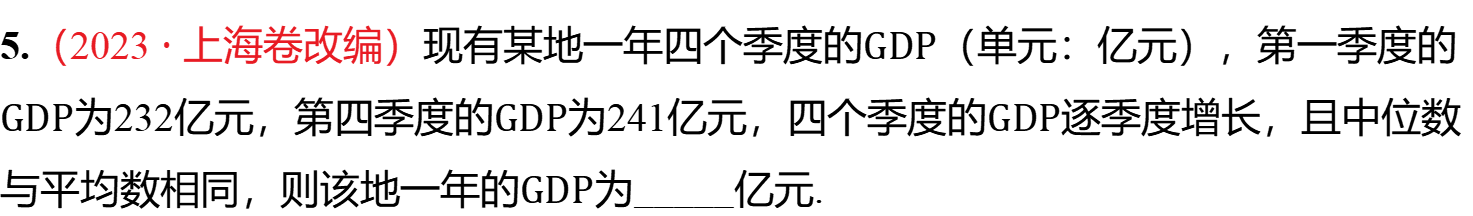 5.（2023·上海卷改编）现有某地一年四个季度的GDP（单元：亿元），第一季度的
GDP为232亿元，第四季度的GDP为241亿元，四个季度的GDP逐季度增长，且中位数
与平均数相同，则该地一年的GDP为_____亿元.